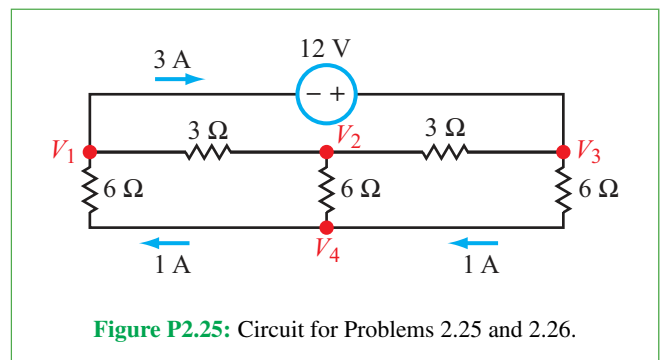 12 V
3 A
− +
3 Ω
V2
3 Ω
V1
V3
6 Ω
6 Ω
6 Ω
V4
1 A
1 A
Figure P2.25: Circuit for Problems 2.25 and 2.26.